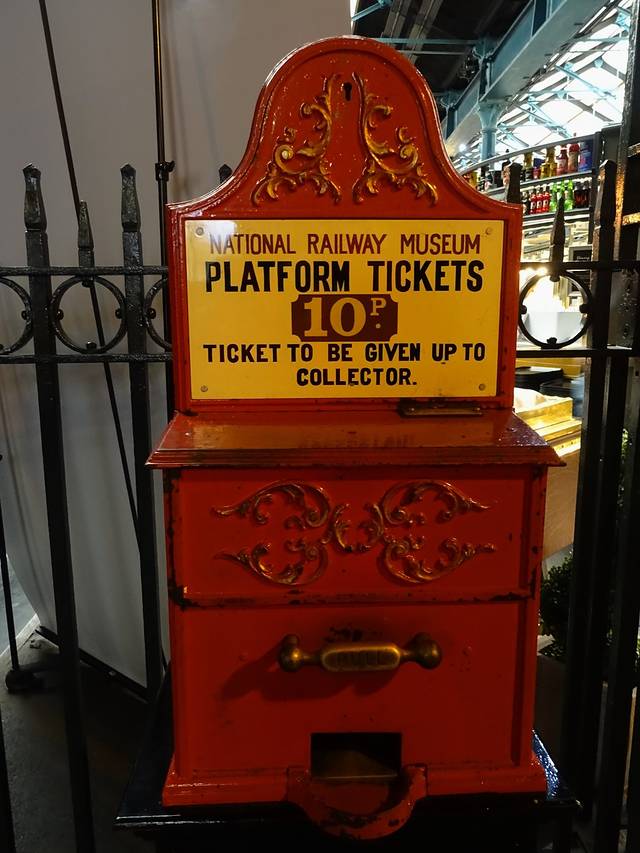 NATIONAL RAILWAY MUSEUM
PLATFORM TICKETS
10P.
TICKET TO BE GIVEN UP TO
COLLECTOR.